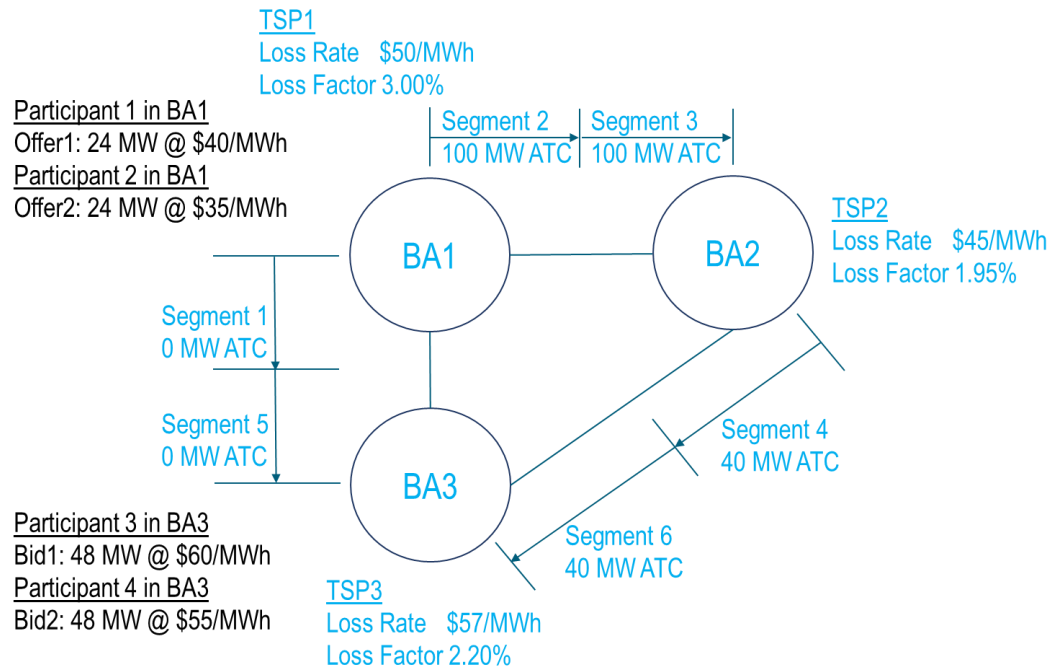 TSP1
Loss Rate $50/MWh
Loss Factor 3.00%
Participant 1 in BA1
Offer1: 24 MW @ $40/MWh
Participant 2 in BA1
Offer2: 24 MW @ $35/MWh
Segment 2
100 MW ATC
Segment 3
100 MW ATC
BA1
BA2
TSP2
Loss Rate $45/MWh
Loss Factor 1.95%
Segment 1
0 MW ATC
Segment 5
0 MW ATC
Segment 4
40 MW ATC
BA3
Segment 6
40 MW ATC
Participant 3 in BA3
Bid1: 48 MW @ $60/MWh
Participant 4 in BA3
Bid2: 48 MW @ $55/MWh
TSP3
Loss Rate $57/MWh
Loss Factor 2.20%